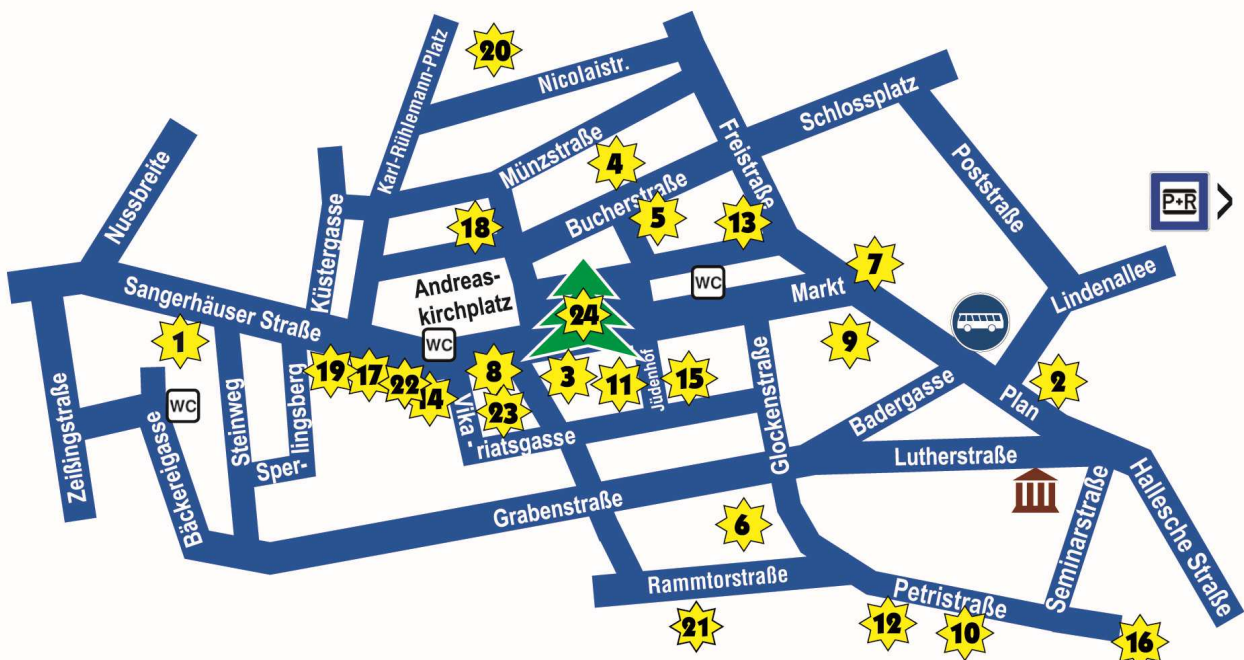 20
Karl-Rühlemann-Platz
Nicolaistr.
Schlossplatz
Nussbreite
Münzstraße
4
Freistraße
Poststraße
Küstergasse
Bucherstraße
5
13
18
P+R
Andreas-
kirchplatz
WC
7
Markt
Lindenallee
Sangerhäuser Straße
24
1
WC
9
19
17
22
14
8
3
11
Jüdenhof
15
2
Plan
Zeißingstraße
WC
Bäckereigasse
Steinweg
Sper-
lingsberg
Vika-
riatsgasse
23
Glockenstraße
Badergasse
Lutherstraße
Hallesche Straße
Grabenstraße
6
Seminarstraße
Rammtorstraße
Petristraße
21
12
10
16